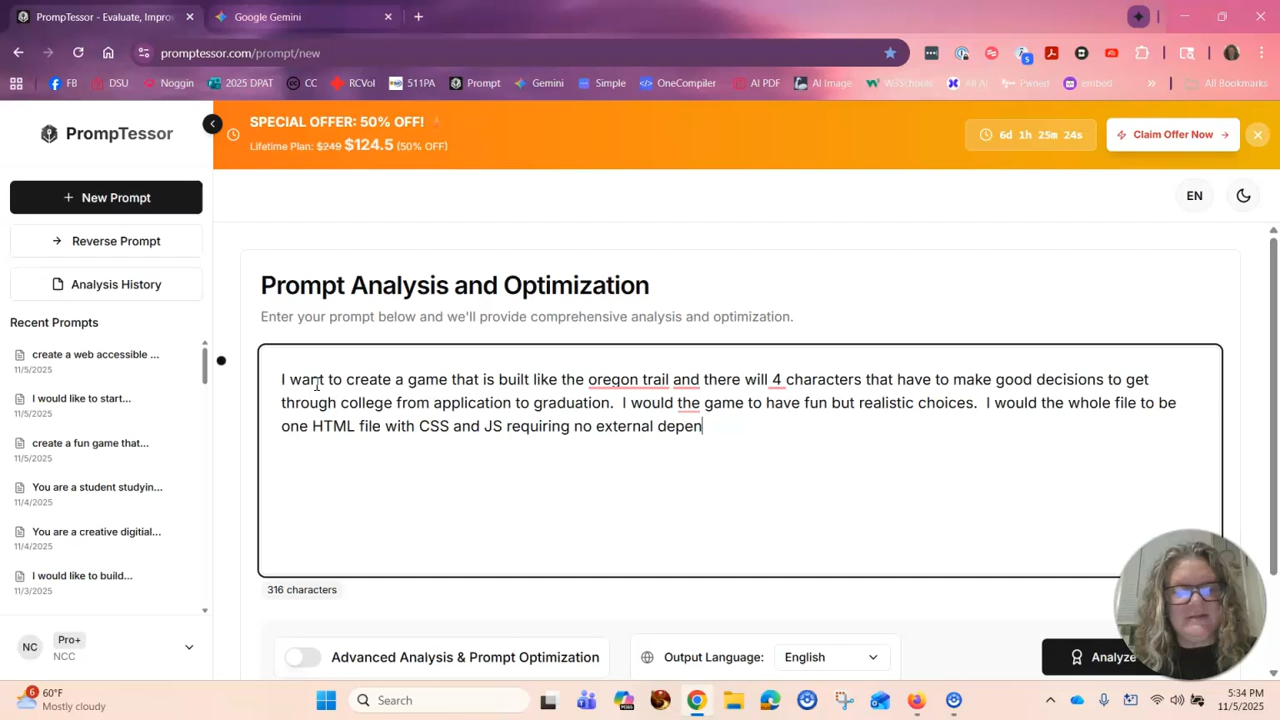 PrompTessor - Evaluate, Improv
Google Gemini
promptessor.com/prompt/new
FB
DSU
Noggin
2025 DPAT
CC
RCVol
511PA
Prompt
Gemini
Simple
OneCompiler
AI PDF
AI Image
W3Schools
All AI
Pwned
embed
All Bookmarks
PrompTessor
SPECIAL OFFER: 50% OFF!
Lifetime Plan: $249 $124.5 (50% OFF)
6d 1h 25m 24s
Claim Offer Now
New Prompt
Reverse Prompt
Analysis History
EN
Recent Prompts
create a web accessible ...
11/5/2025
I would like to start...
11/5/2025
create a fun game that...
11/5/2025
You are a student studyin...
11/4/2025
You are a creative digitial...
11/4/2025
I would like to build...
11/3/2025
NC
Pro+
NCC
Prompt Analysis and Optimization
Enter your prompt below and we'll provide comprehensive analysis and optimization.
I want to create a game that is built like the oregon trail and there will 4 characters that have to make good decisions to get
through college from application to graduation. I would the game to have fun but realistic choices. I would the whole file to be
one HTML file with CSS and JS requiring no external depen
316 characters
Advanced Analysis & Prompt Optimization
Output Language:
English
Analyze
6
60°F
Mostly cloudy
Search
5:34 PM
11/5/2025